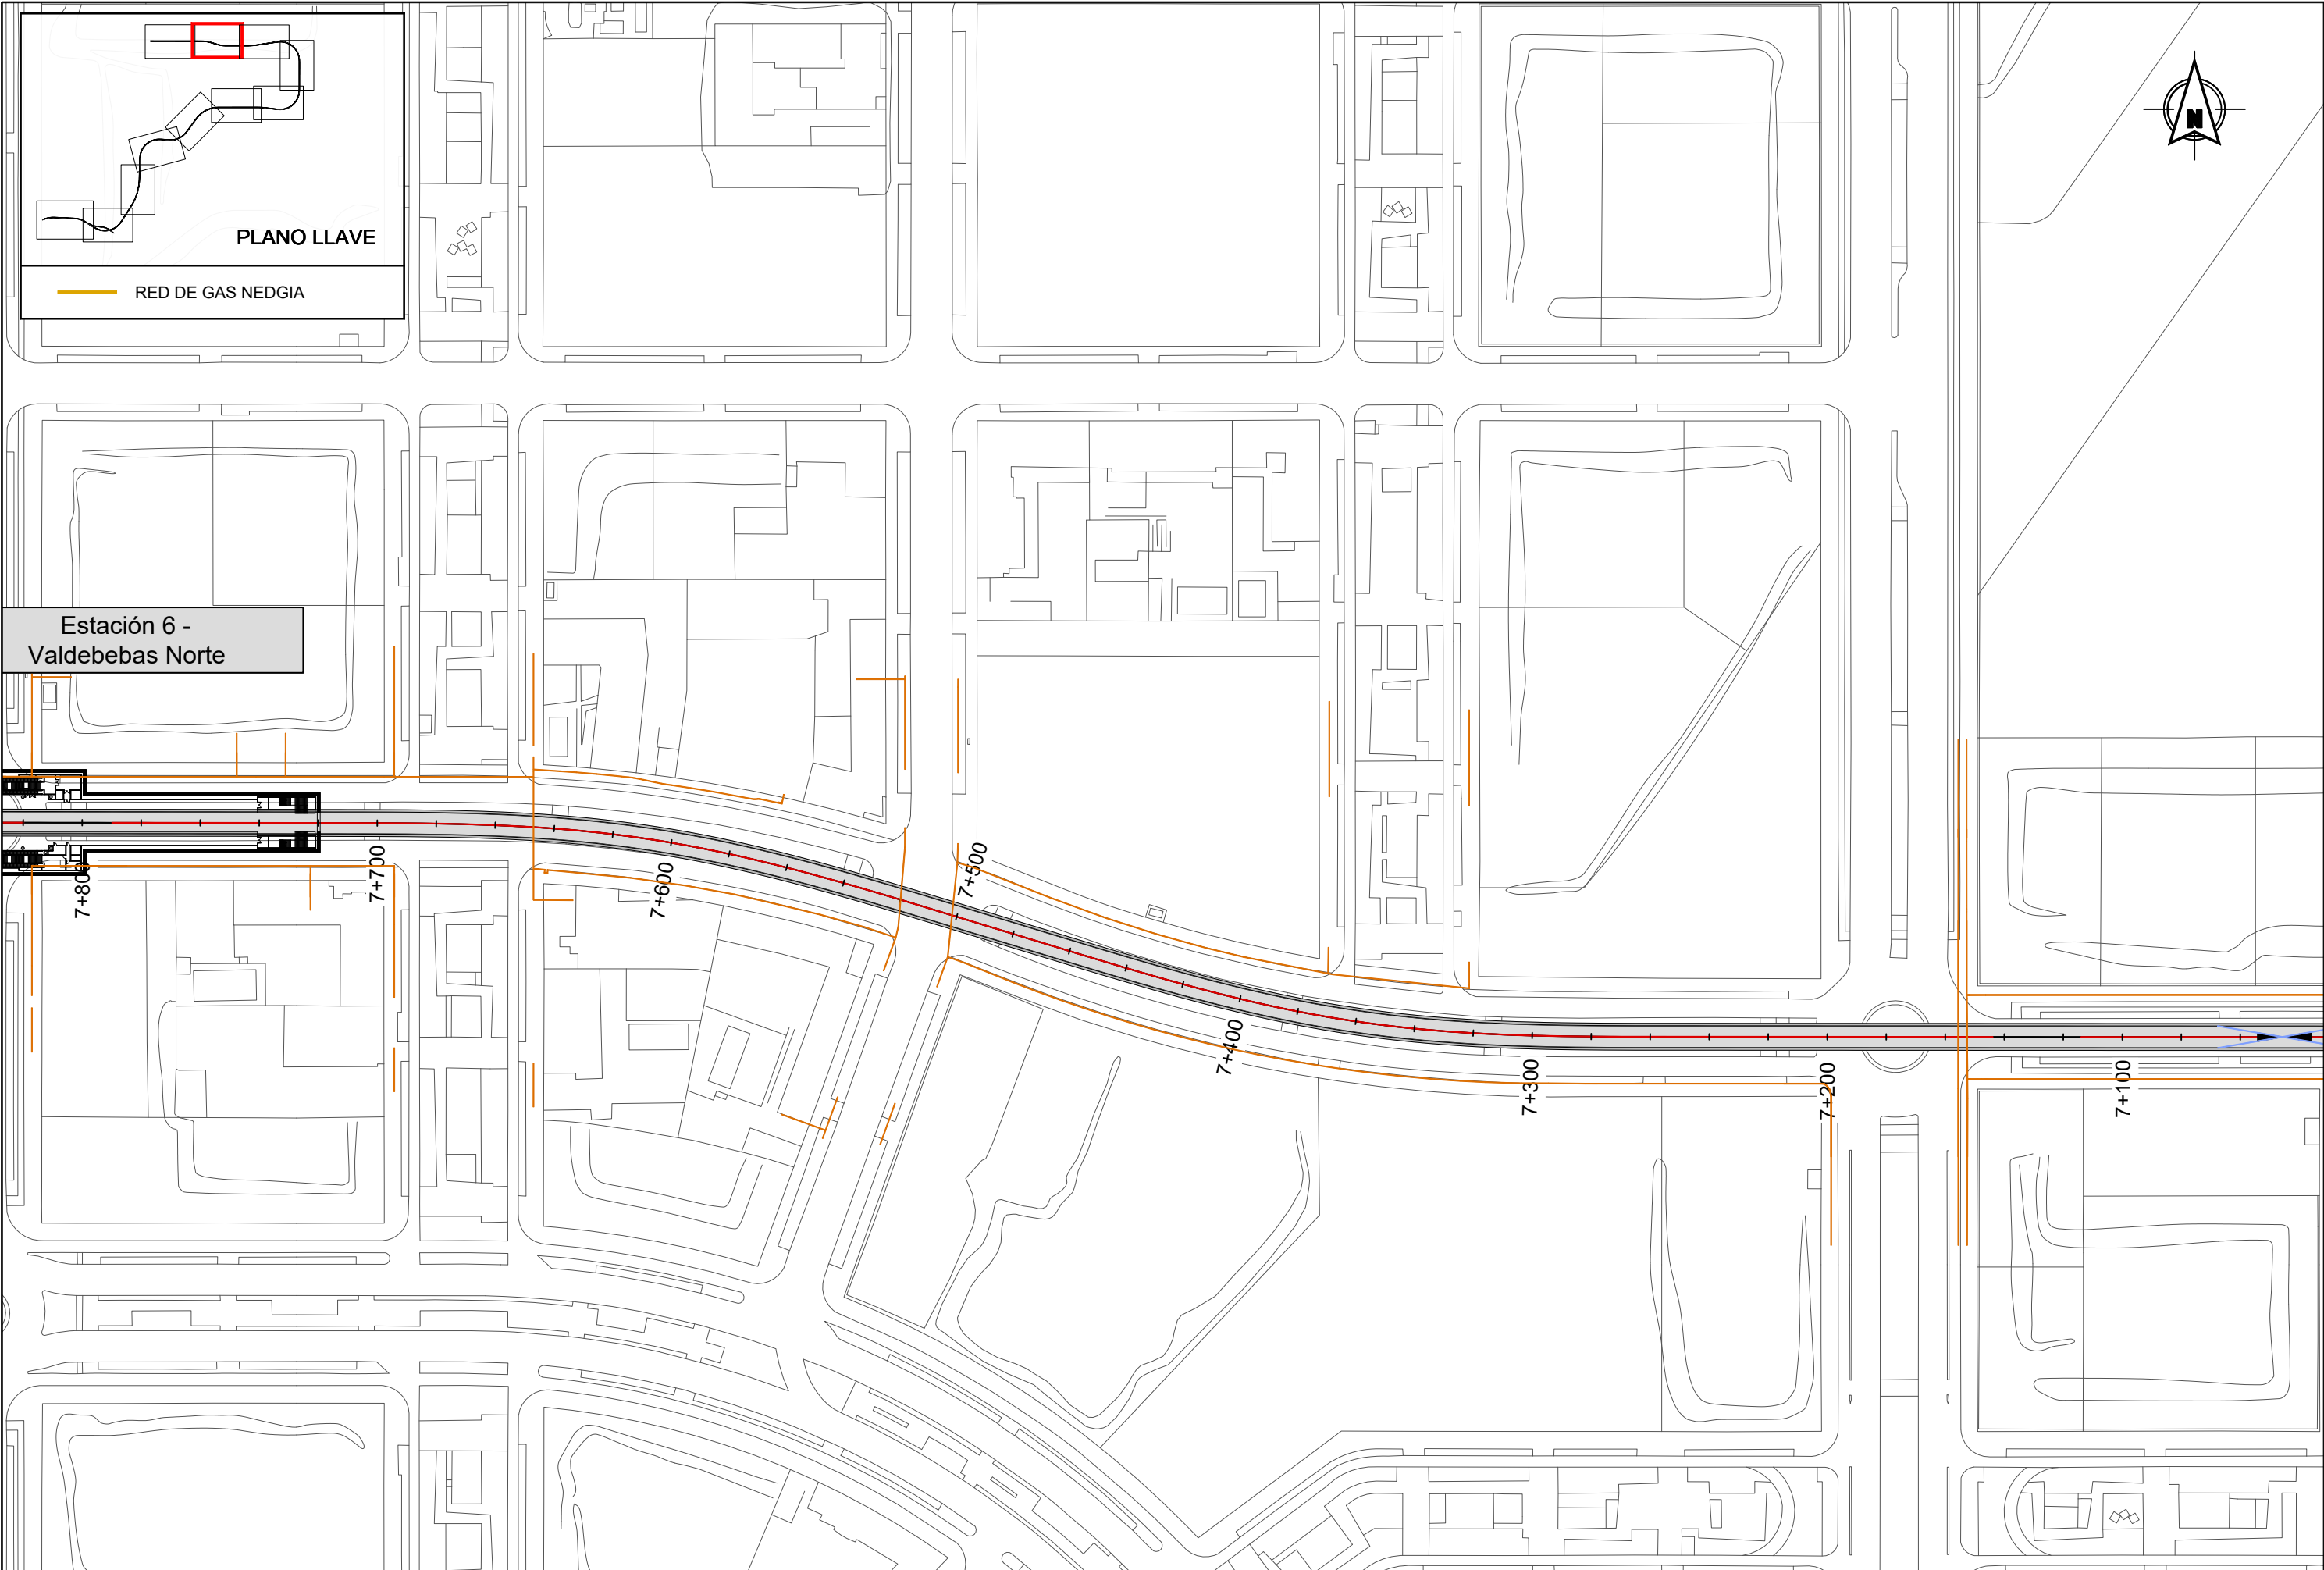 PLANO LLAVE
RED DE GAS NEDGIA
N
Estación 6 -
Valdebebas Norte
7+800
7+700
7+600
7+500
7+400
7+300
7+200
7+100